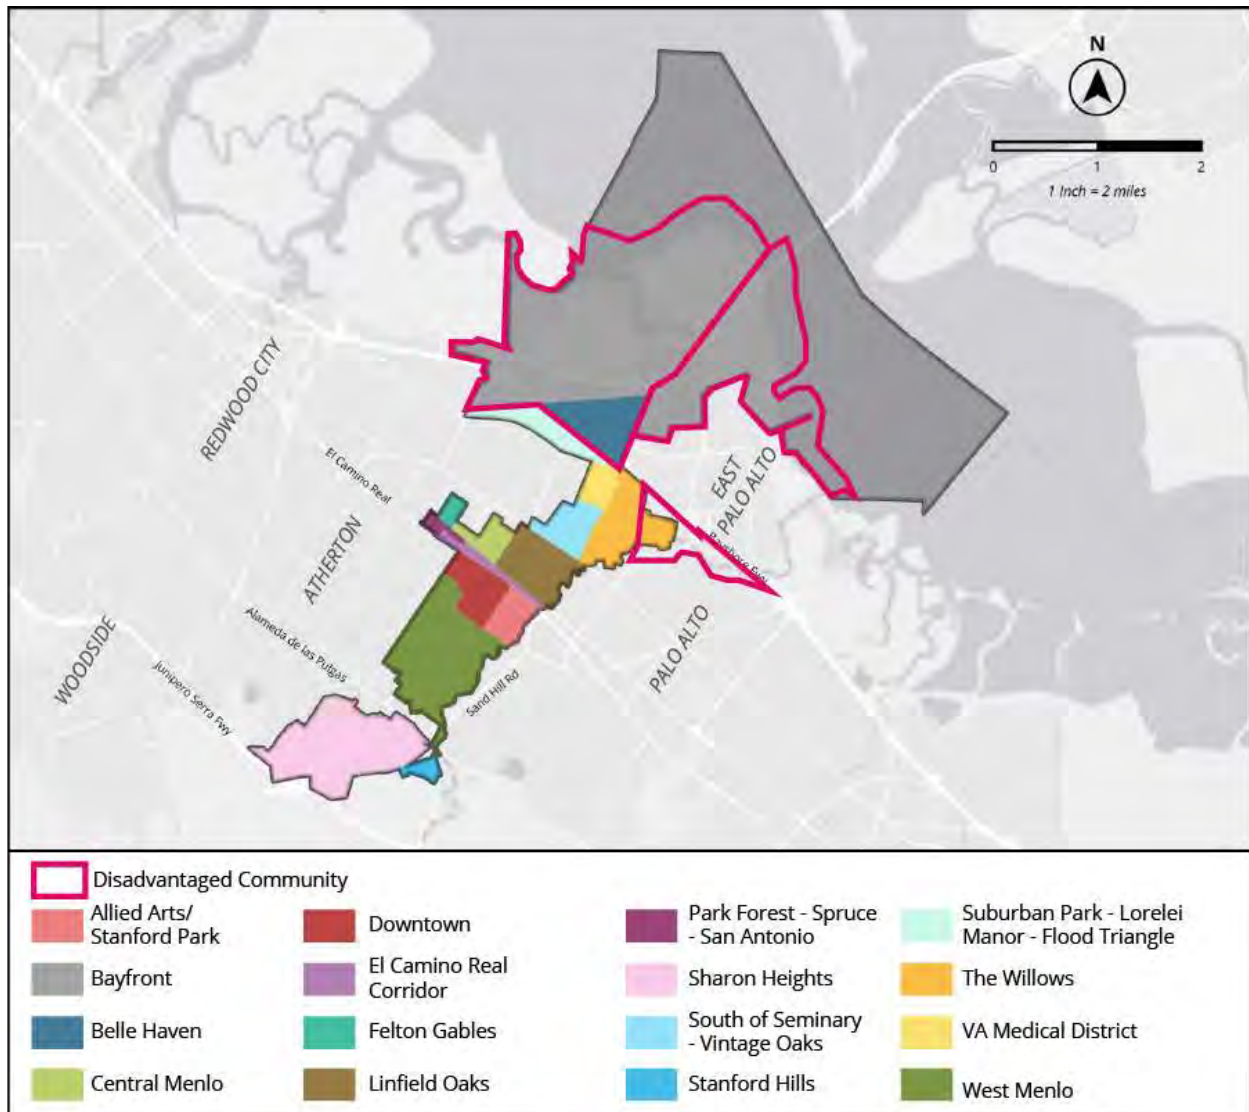 N
0 1 2
1 Inch = 2 miles
REDWOOD CITY
El Camino Real
EAST
PALO ALTO
Bayshore Fwy
ATHERTON
Alameda de las Pulgas
WOODSIDE
Junipero Serra Fwy
Sand Hill Rd
PALO ALTO
Disadvantaged Community
Allied Arts/
Stanford Park
Bayfront
Belle Haven
Central Menlo
Downtown
El Camino Real
Corridor
Felton Gables
Linfield Oaks
Park Forest - Spruce
- San Antonio
Sharon Heights
South of Seminary
- Vintage Oaks
Stanford Hills
Suburban Park - Lorelei
Manor - Flood Triangle
The Willows
VA Medical District
West Menlo